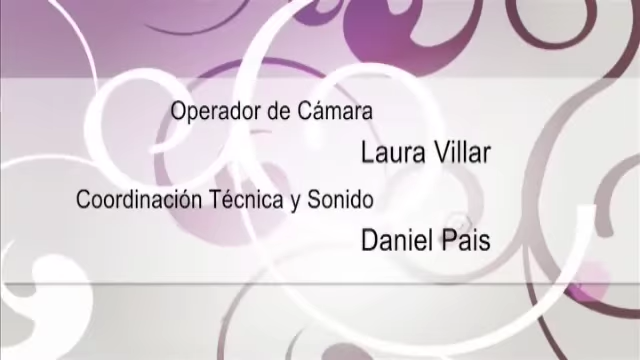 Operador de Cámara
Laura Villar
Coordinación Técnica y Sonido
Daniel Pais